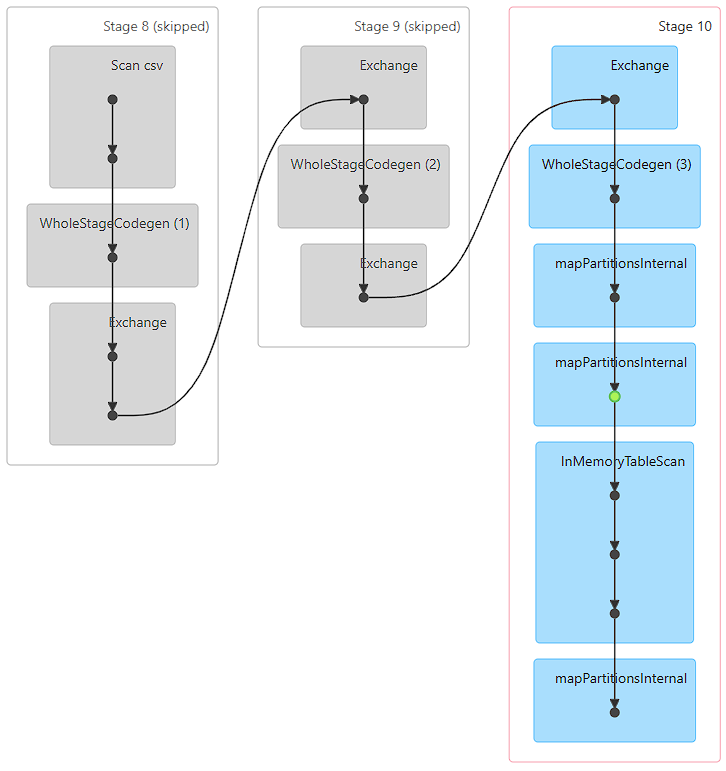 Stage 8 (skipped)
Scan csv
WholeStageCodegen (1)
Exchange
Stage 9 (skipped)
Exchange
WholeStageCodegen (2)
Exchange
Stage 10
Exchange
WholeStageCodegen (3)
mapPartitionsInternal
mapPartitionsInternal
InMemoryTableScan
mapPartitionsInternal